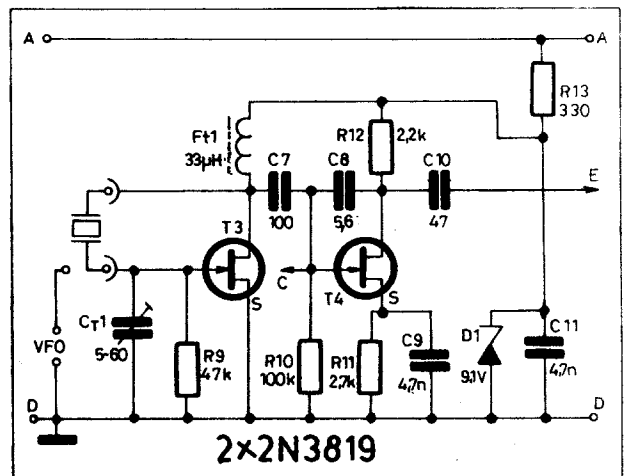 A
A
R13
330
Ft1
33µH
R12
2,2k
C7
100
C8
5,6
C10
47
E
T3
S
C
T4
S
CT1
5-60
VFO
R9
47k
R10
100k
R11
2,7k
C9
4,7n
D1
9,1V
C11
4,7n
D
D
2×2N3819